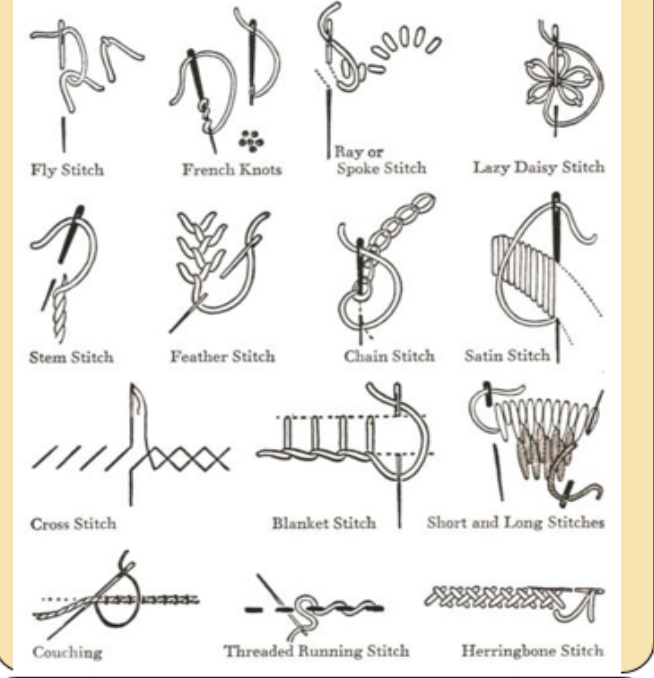 Fly Stitch
French Knots
Ray or
Spoke Stitch
Lazy Daisy Stitch
Stem Stitch
Feather Stitch
Chain Stitch
Satin Stitch
Cross Stitch
Blanket Stitch
Short and Long Stitches
Couching
Threaded Running Stitch
Herringbone Stitch